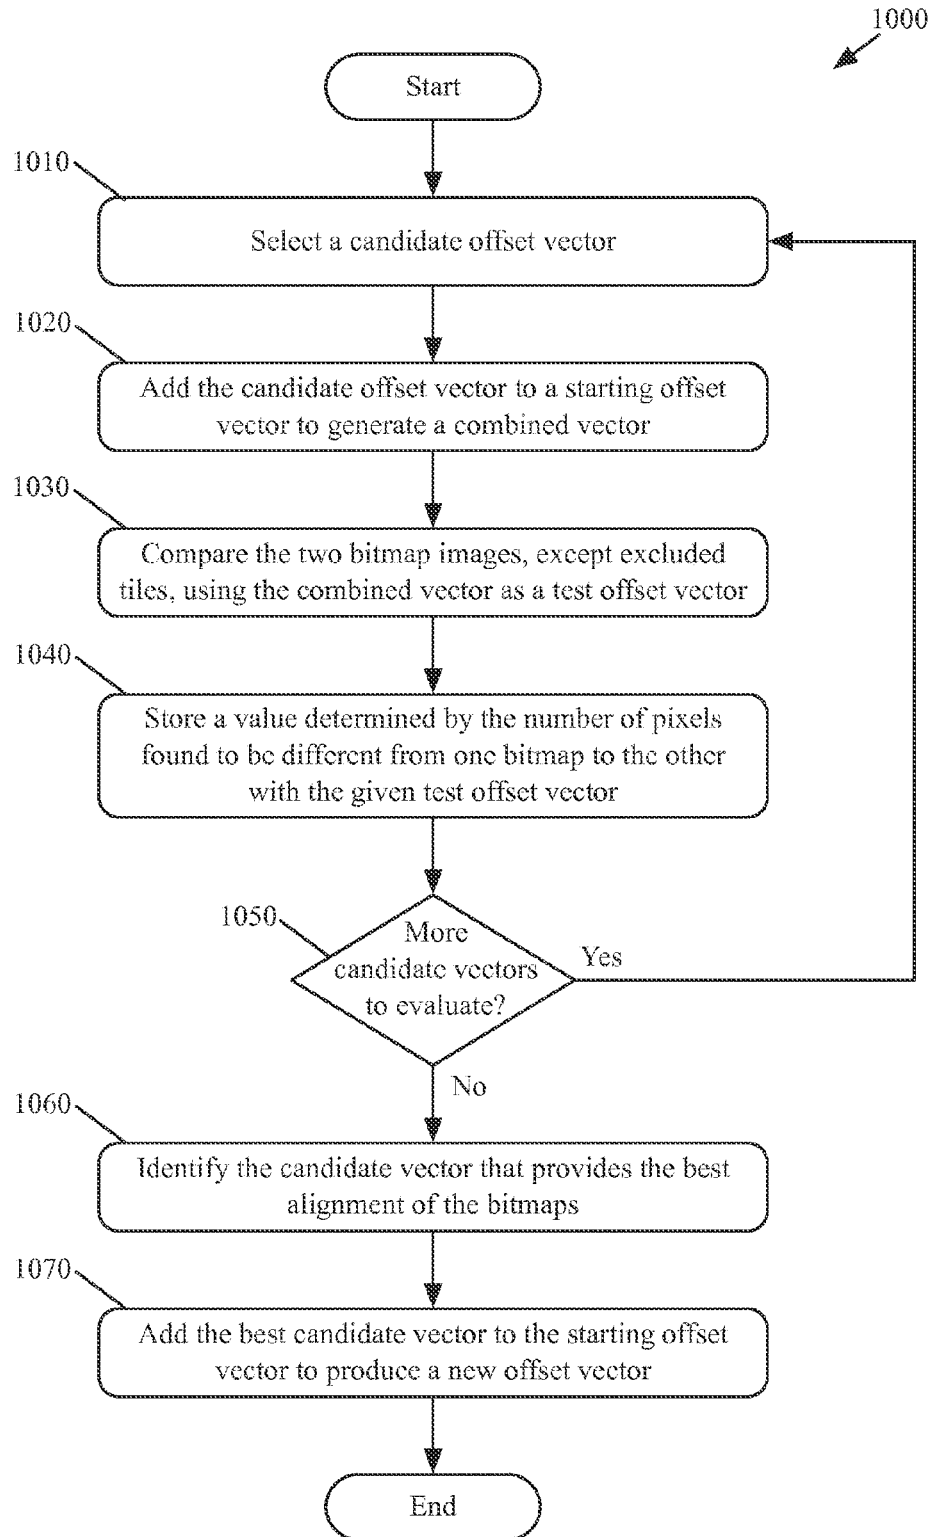 1000
Start
1010
Select a candidate offset vector
1020
Add the candidate offset vector to a starting offset
vector to generate a combined vector
1030
Compare the two bitmap images, except excluded
tiles, using the combined vector as a test offset vector
1040
Store a value determined by the number of pixels
found to be different from one bitmap to the other
with the given test offset vector
1050
More
candidate vectors
to evaluate?
Yes
No
1060
Identify the candidate vector that provides the best
alignment of the bitmaps
1070
Add the best candidate vector to the starting offset
vector to produce a new offset vector
End